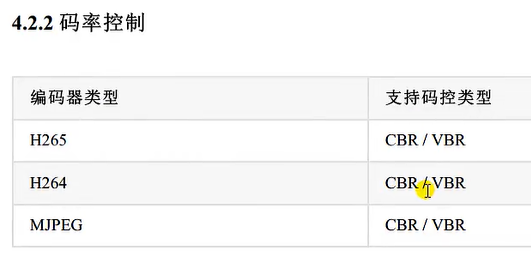 4.2.2 码率控制
编码器类型 支持码控类型
H265 CBR / VBR
H264 CBR / VBR
MJPEG CBR / VBR